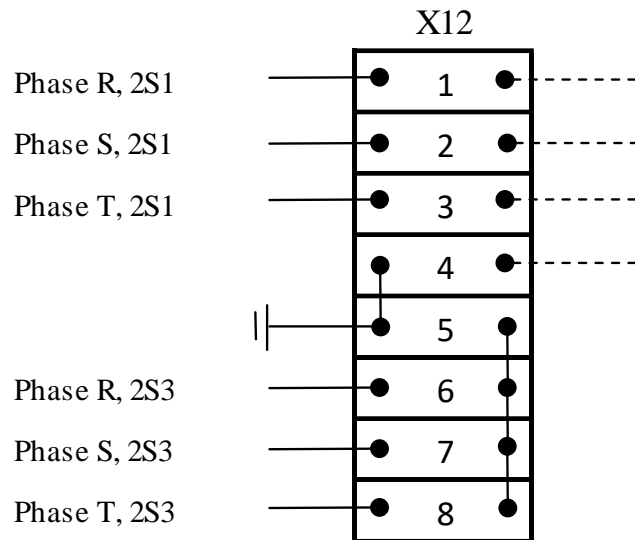 X12
Phase R, 2S1 1
Phase S, 2S1 2
Phase T, 2S1 3
4
5
Phase R, 2S3 6
Phase S, 2S3 7
Phase T, 2S3 8